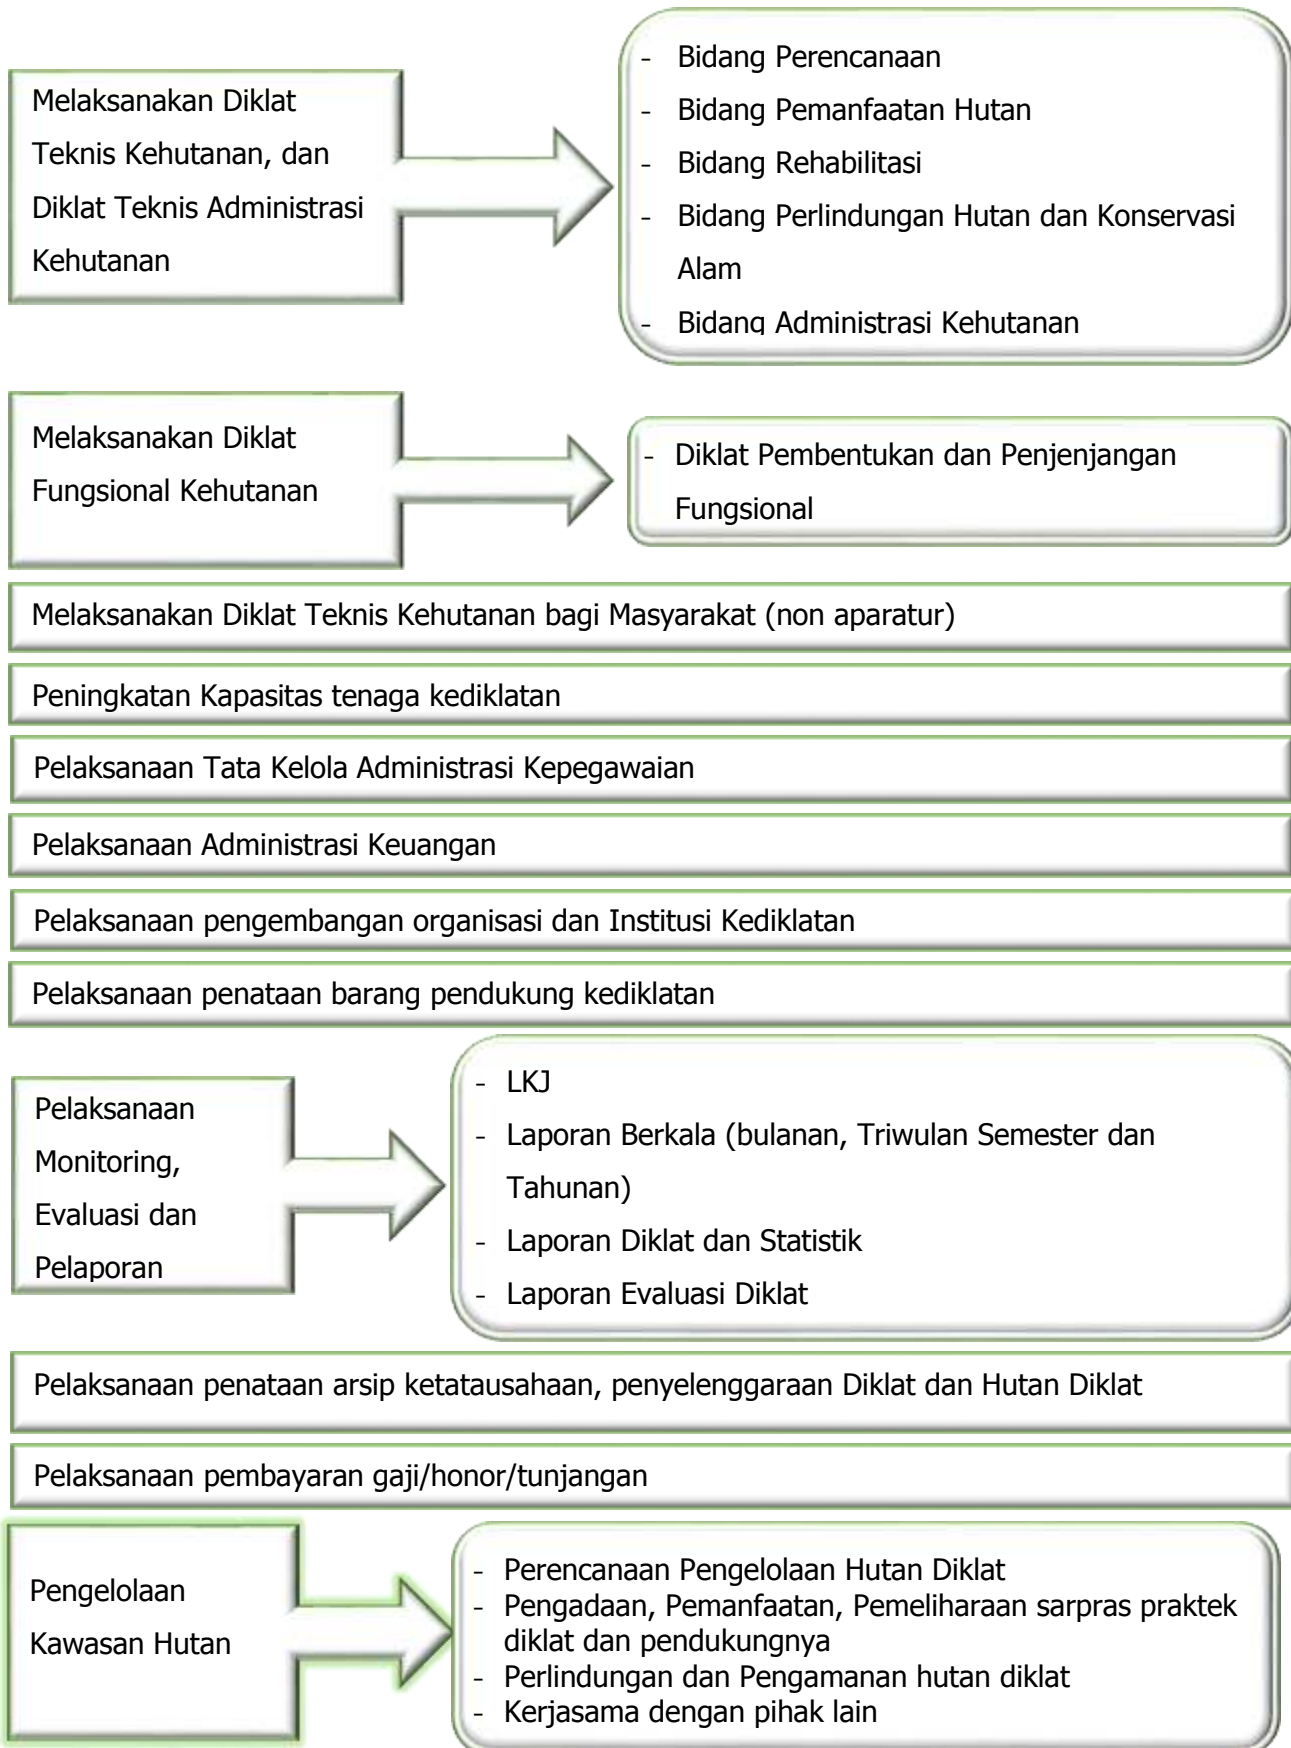 Melaksanakan Diklat
Teknis Kehutanan, dan
Diklat Teknis Administrasi
Kehutanan
- Bidang Perencanaan
- Bidang Pemanfaatan Hutan
- Bidang Rehabilitasi
- Bidang Perlindungan Hutan dan Konservasi
Alam
- Bidang Administrasi Kehutanan
Melaksanakan Diklat
Fungsional Kehutanan
- Diklat Pembentukan dan Penjenjangan
Fungsional
Melaksanakan Diklat Teknis Kehutanan bagi Masyarakat (non aparatur)
Peningkatan Kapasitas tenaga kediklatan
Pelaksanaan Tata Kelola Administrasi Kepegawaian
Pelaksanaan Administrasi Keuangan
Pelaksanaan pengembangan organisasi dan Institusi Kediklatan
Pelaksanaan penataan barang pendukung kediklatan
Pelaksanaan
Monitoring,
Evaluasi dan
Pelaporan
- LKJ
- Laporan Berkala (bulanan, Triwulan Semester dan
Tahunan)
- Laporan Diklat dan Statistik
- Laporan Evaluasi Diklat
Pelaksanaan penataan arsip ketatausahaan, penyelenggaraan Diklat dan Hutan Diklat
Pelaksanaan pembayaran gaji/honor/tunjangan
Pengelolaan
Kawasan Hutan
- Perencanaan Pengelolaan Hutan Diklat
- Pengadaan, Pemanfaatan, Pemeliharaan sarpras praktek
diklat dan pendukungnya
- Perlindungan dan Pengamanan hutan diklat
- Kerjasama dengan pihak lain